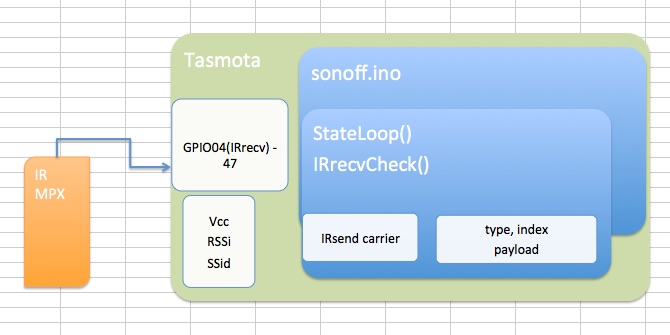 Tasmota
sonoff.ino
GPIO04(IRrecv) -
47
StateLoop()
IRrecvCheck()
IR
MPX
Vcc
RSSi
SSid
IRsend carrier
type, index
payload